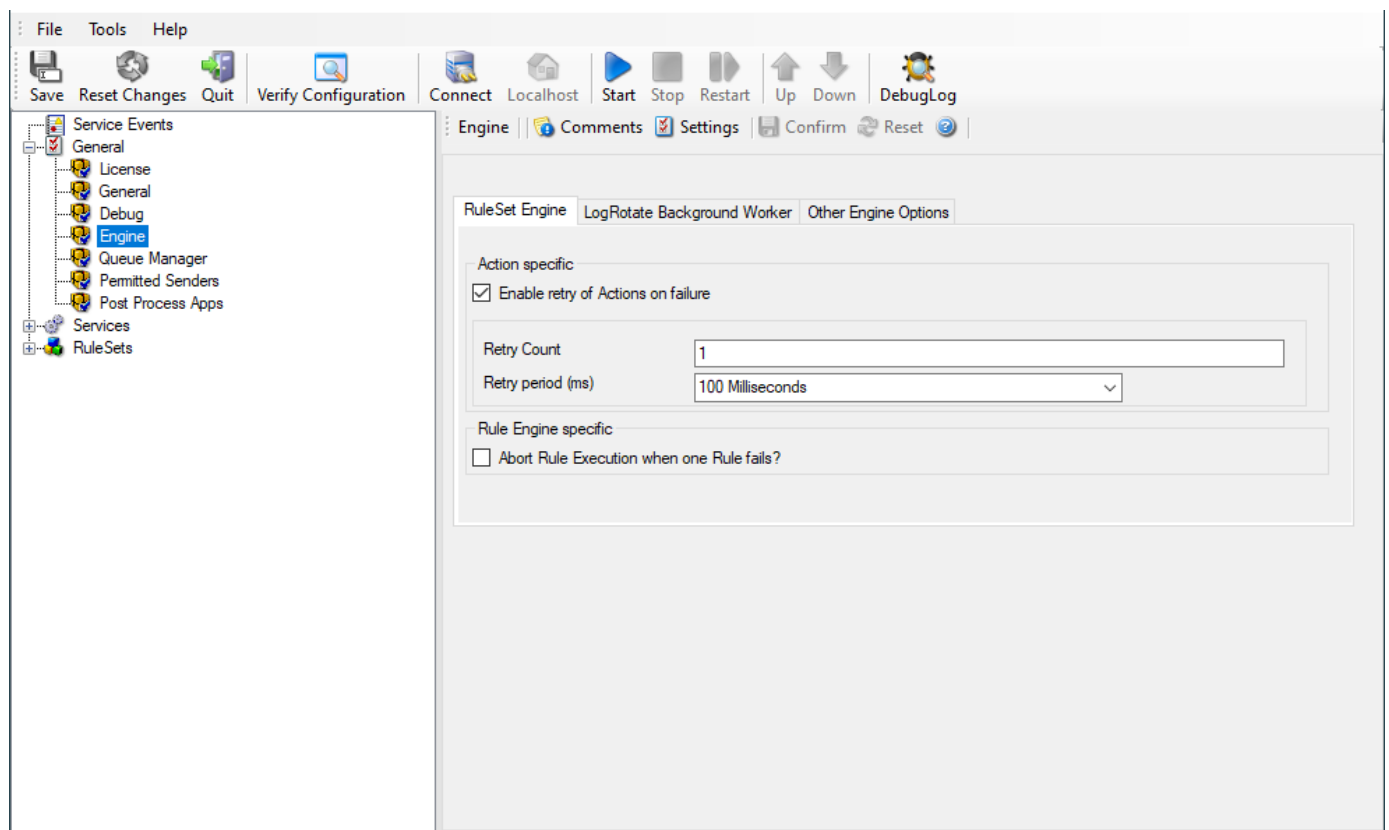 File Tools Help
Save Reset Changes Quit Verify Configuration Connect Localhost Start Stop Restart Up Down DebugLog
Service Events
General
License
General
Debug
Engine
Queue Manager
Permitted Senders
Post Process Apps
Services
RuleSets
Engine Comments Settings Confirm Reset ?
RuleSet Engine LogRotate Background Worker Other Engine Options
Action specific
Enable retry of Actions on failure
Retry Count 1
Retry period (ms) 100 Milliseconds
Rule Engine specific
Abort Rule Execution when one Rule fails?